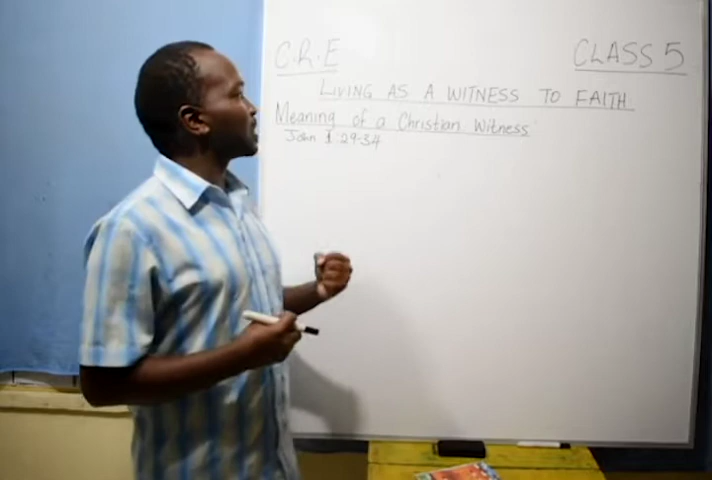 C.R.E CLASS 5
LIVING AS A WITNESS TO FAITH
Meaning of a Christian Witness
John 1:29-34